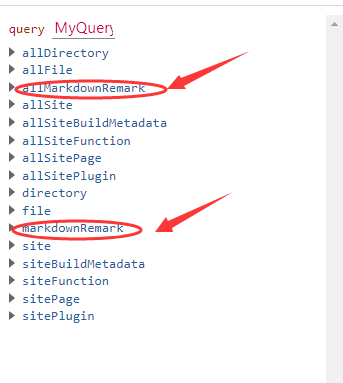 query MyQuery
allDirectory
allFile
allMarkdownRemark
allSite
allSiteBuildMetadata
allSiteFunction
allSitePage
allSitePlugin
directory
file
markdownRemark
site
siteBuildMetadata
siteFunction
sitePage
sitePlugin